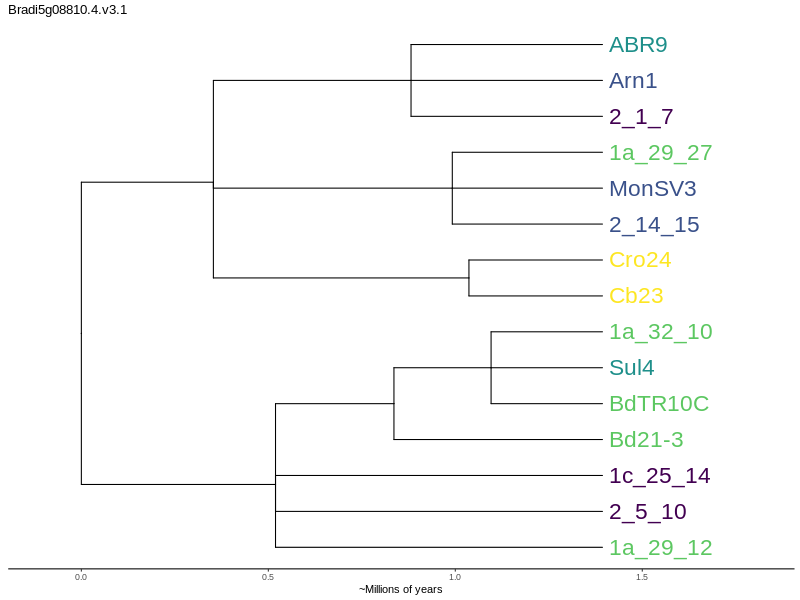 Bradi5g08810.4.v3.1
ABR9
Arn1
2_1_7
1a_29_27
MonSV3
2_14_15
Cro24
Cb23
1a_32_10
Sul4
BdTR10C
Bd21-3
1c_25_14
2_5_10
1a_29_12
0.0 0.5 1.0 1.5
~Millions of years